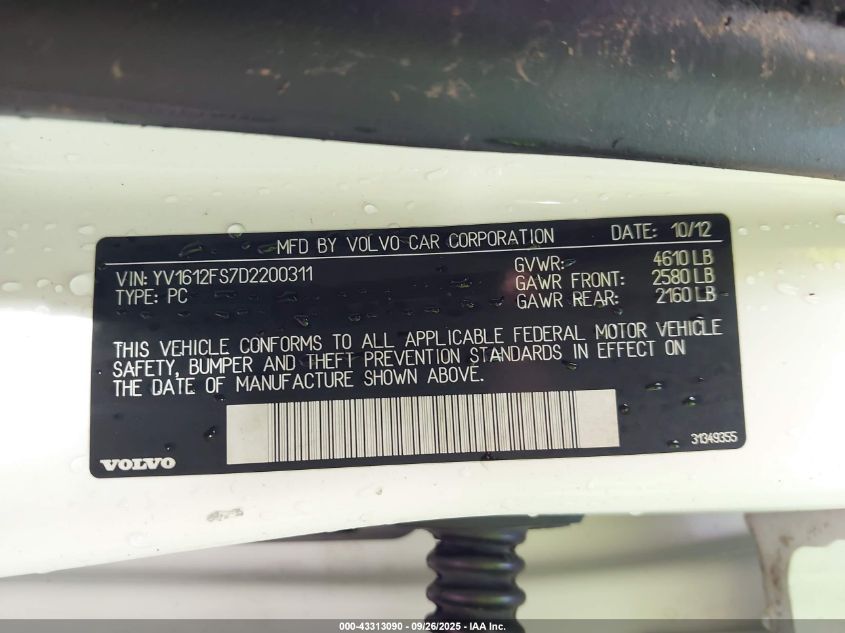 MFD BY VOLVO CAR CORPORATION DATE: 10/12
VIN: YV1612FS7D2200311
TYPE: PC
GVWR: 4610 LB
GAWR FRONT: 2580 LB
GAWR REAR: 2160 LB
THIS VEHICLE CONFORMS TO ALL APPLICABLE FEDERAL MOTOR VEHICLE
SAFETY, BUMPER AND THEFT PREVENTION STANDARDS IN EFFECT ON
THE DATE OF MANUFACTURE SHOWN ABOVE.
31349355
VOLVO
000-43313090 - 09/26/2025 - IAA Inc.